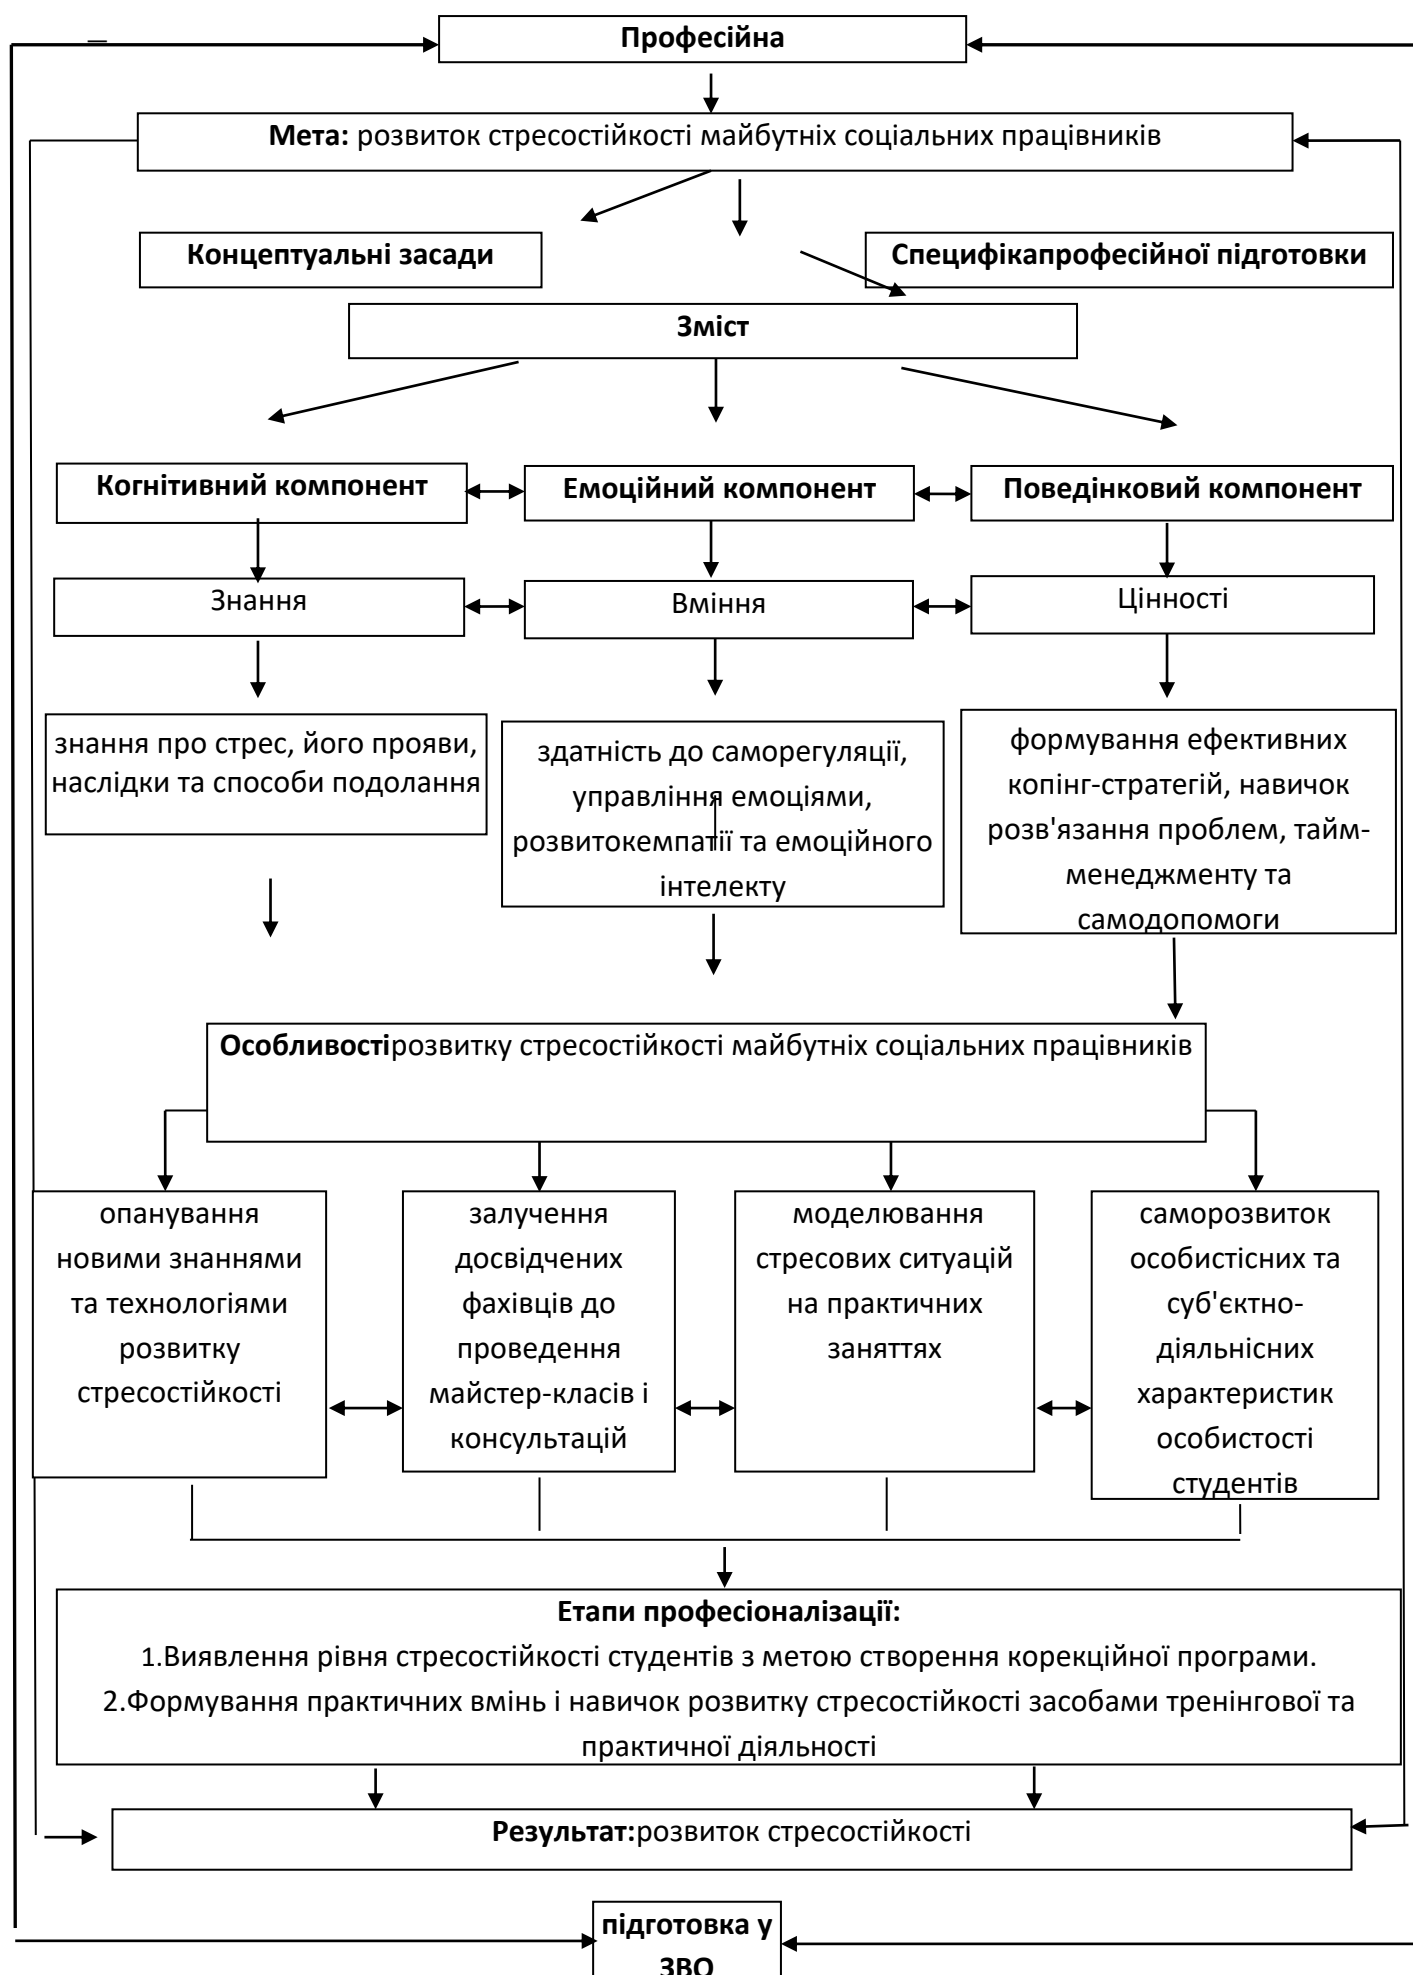 Професійна
Мета: розвиток стресостійкості майбутніх соціальних працівників
Концептуальні засади
Специфікапрофесійної підготовки
Зміст
Когнітивний компонент
Емоційний компонент
Поведінковий компонент
Знання
Вміння
Цінності
знання про стрес, його прояви,
наслідки та способи подолання
здатність до саморегуляції,
управління емоціями,
розвитокемпатії та емоційного
інтелекту
формування ефективних
копінг-стратегій, навичок
розв'язання проблем, тайм-
менеджменту та
самодопомоги
Особливостірозвитку стресостійкості майбутніх соціальних працівників
опанування
новими знаннями
та технологіями
розвитку
стресостійкості
залучення
досвідчених
фахівців до
проведення
майстер-класів і
консультацій
моделювання
стресових ситуацій
на практичних
заняттях
саморозвиток
особистісних та
суб'єктно-
діяльнісних
характеристик
особистості
студентів
Етапи професіоналізації:
1.Виявлення рівня стресостійкості студентів з метою створення корекційної програми.
2.Формування практичних вмінь і навичок розвитку стресостійкості засобами тренінгової та
практичної діяльності
Результат:розвиток стресостійкості
підготовка у
ЗВО